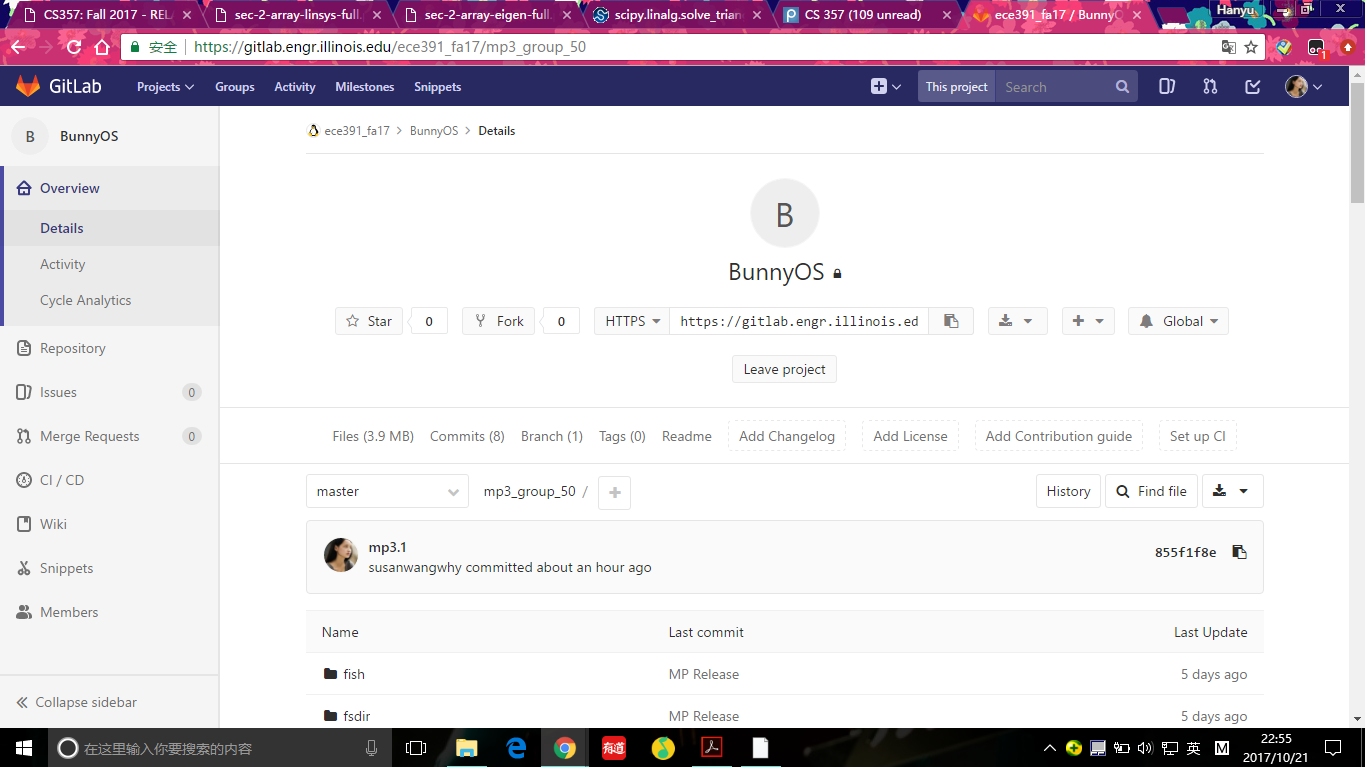 CS357: Fall 2017 - REL
sec-2-array-linsys-full.
sec-2-array-eigen-full.
scipy.linalg.solve_trian
CS 357 (109 unread)
ece391_fa17 / BunnyO
Hanyu
安全 https://gitlab.engr.illinois.edu/ece391_fa17/mp3_group_50
1
GitLab Projects Groups Activity Milestones Snippets This project Search
B BunnyOS
ece391_fa17 > BunnyOS > Details
Overview
Details
Activity
Cycle Analytics
Repository
Issues 0
Merge Requests 0
CI / CD
Wiki
Snippets
Members
Collapse sidebar
B
BunnyOS
Star 0 Fork 0 HTTPS https://gitlab.engr.illinois.ed Global
Leave project
Files (3.9 MB) Commits (8) Branch (1) Tags (0) Readme Add Changelog Add License Add Contribution guide Set up CI
master mp3_group_50 / + History Find file
mp3.1
susanwangwhy committed about an hour ago
855f1f8e
Name Last commit Last Update
fish MP Release 5 days ago
fsdir MP Release 5 days ago
在这里输入你要搜索的内容
有道
英 M
22:55
2017/10/21